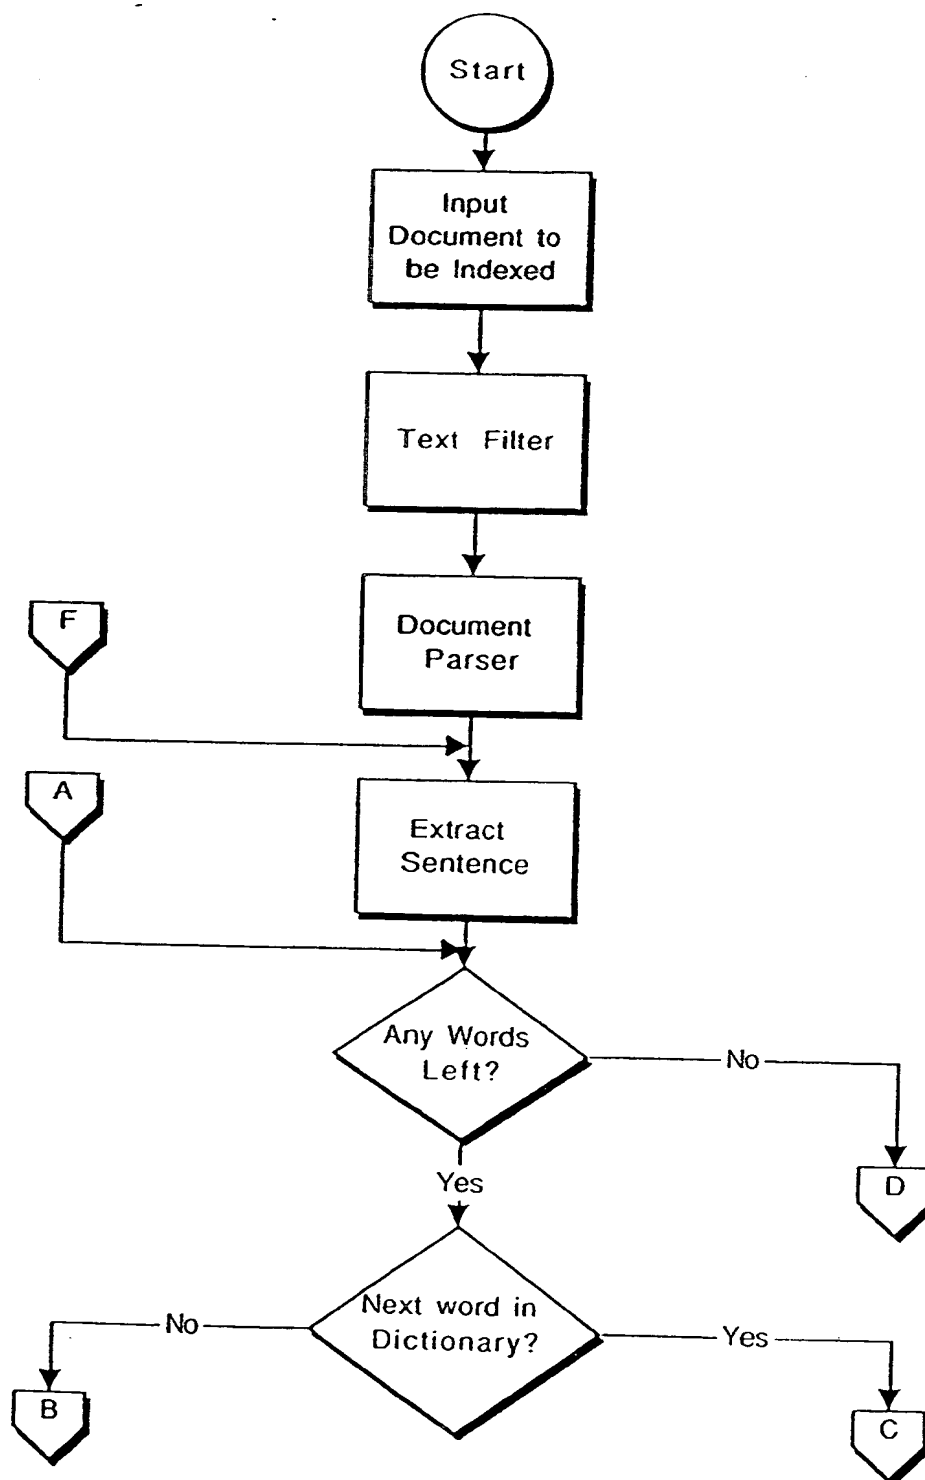 Start
Input
Document to
be Indexed
Text Filter
Document
Parser
F
A
Extract
Sentence
Any Words
Left?
No
Yes
D
Next word in
Dictionary?
No
Yes
B
C